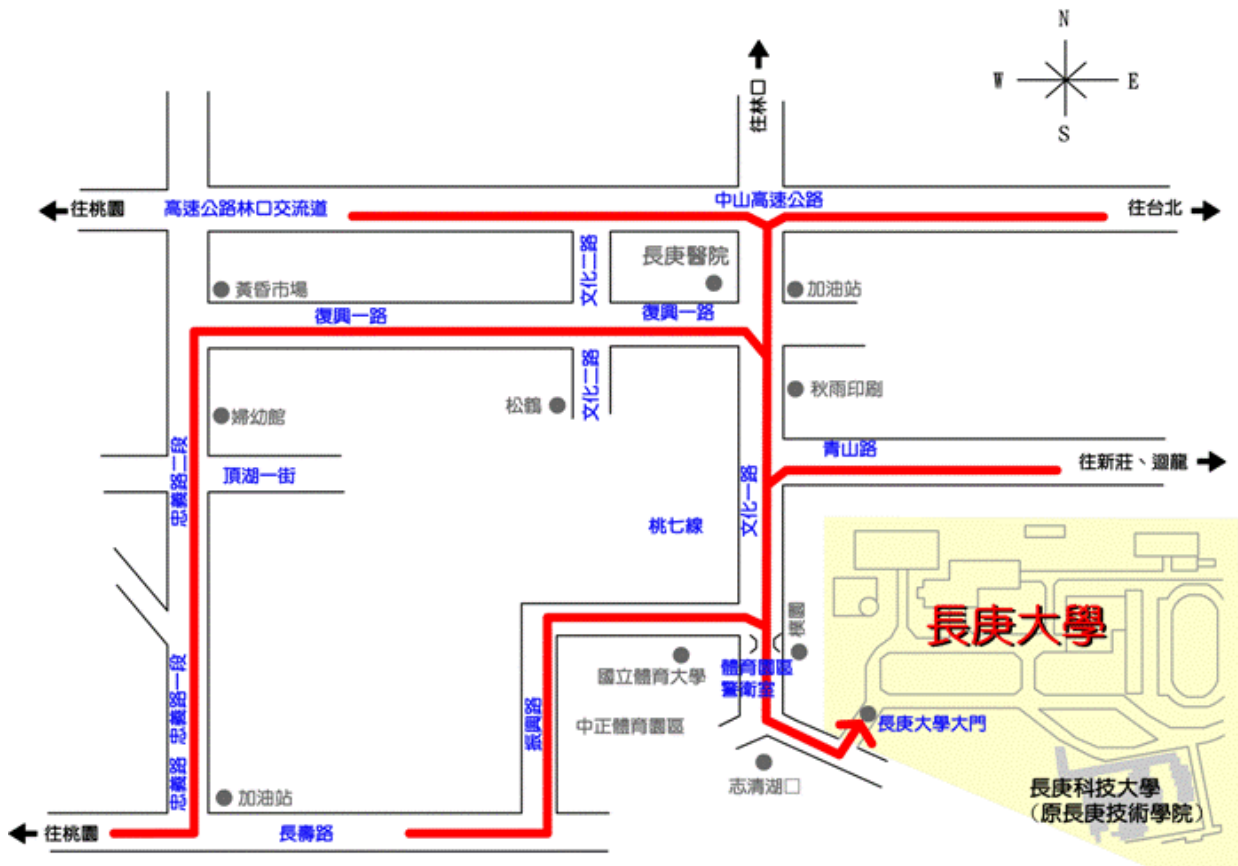 N
W E
S
往林口
往桃園
高速公路林口交流道
中山高速公路
往台北
文化二路
長庚醫院
黃昏市場
加油站
復興一路
復興一路
文化二路
松鶴
婦幼館
秋雨印刷
忠義路二段
頂湖一街
青山路
往新莊、迴龍
文化一路
桃七線
長庚大學
樸園
國立體育大學
體育園區
警衛室
忠義路一段
振興路
中正體育園區
長庚大學大門
忠義路
志清湖□
長庚科技大學
(原長庚技術學院)
加油站
往桃園
長壽路